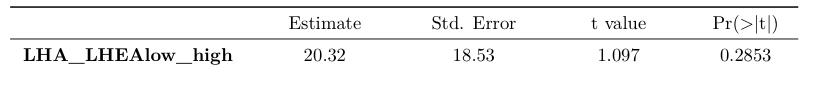 Estimate Std. Error t value Pr(>|t|)
LHA_LHEAlow_high 20.32 18.53 1.097 0.2853